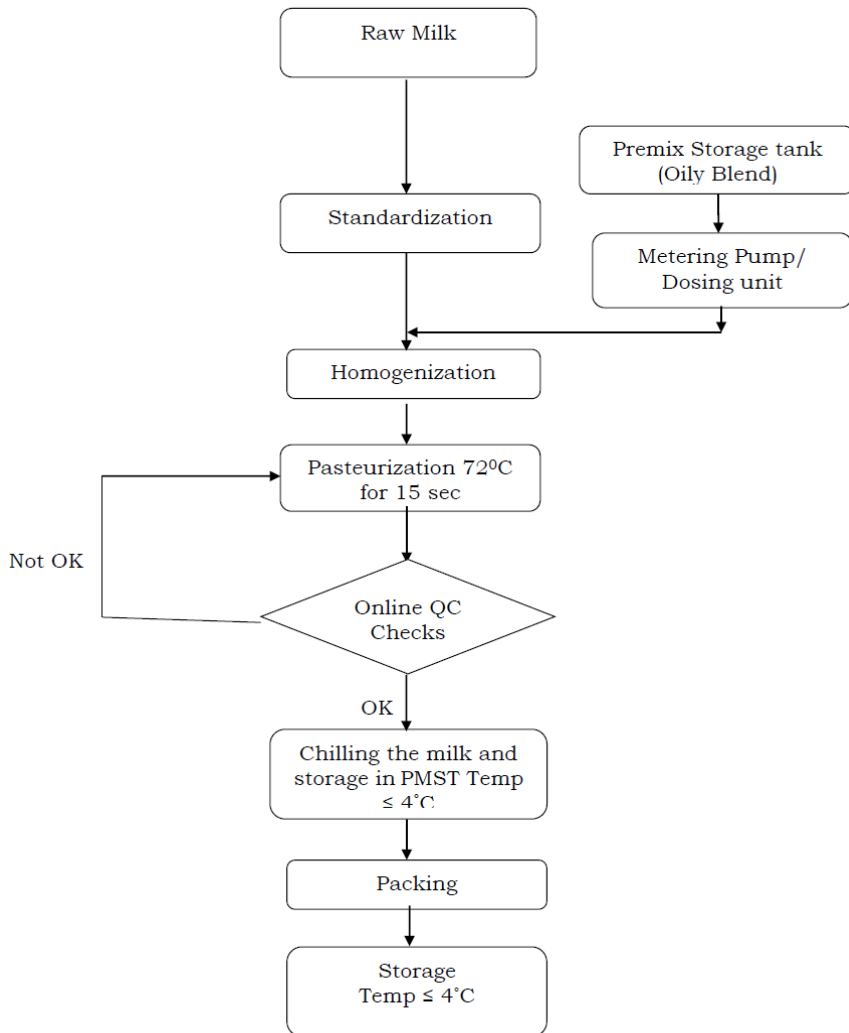 Raw Milk
Premix Storage tank
(Oily Blend)
Standardization
Metering Pump/
Dosing unit
Homogenization
Pasteurization 72⁰C
for 15 sec
Not OK
Online QC
Checks
OK
Chilling the milk and
storage in PMST Temp
≤ 4˚C
Packing
Storage
Temp ≤ 4˚C